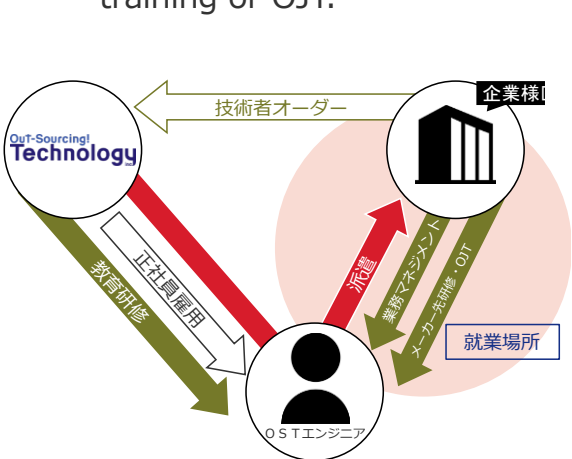 training or OJT.
企業様
技術者オーダー
OuT-Sourcing!
Technology
派遣
業務マネジメント
メーカー先研修・OJT
正社員雇用
教育研修
就業場所
OSTエンジニア